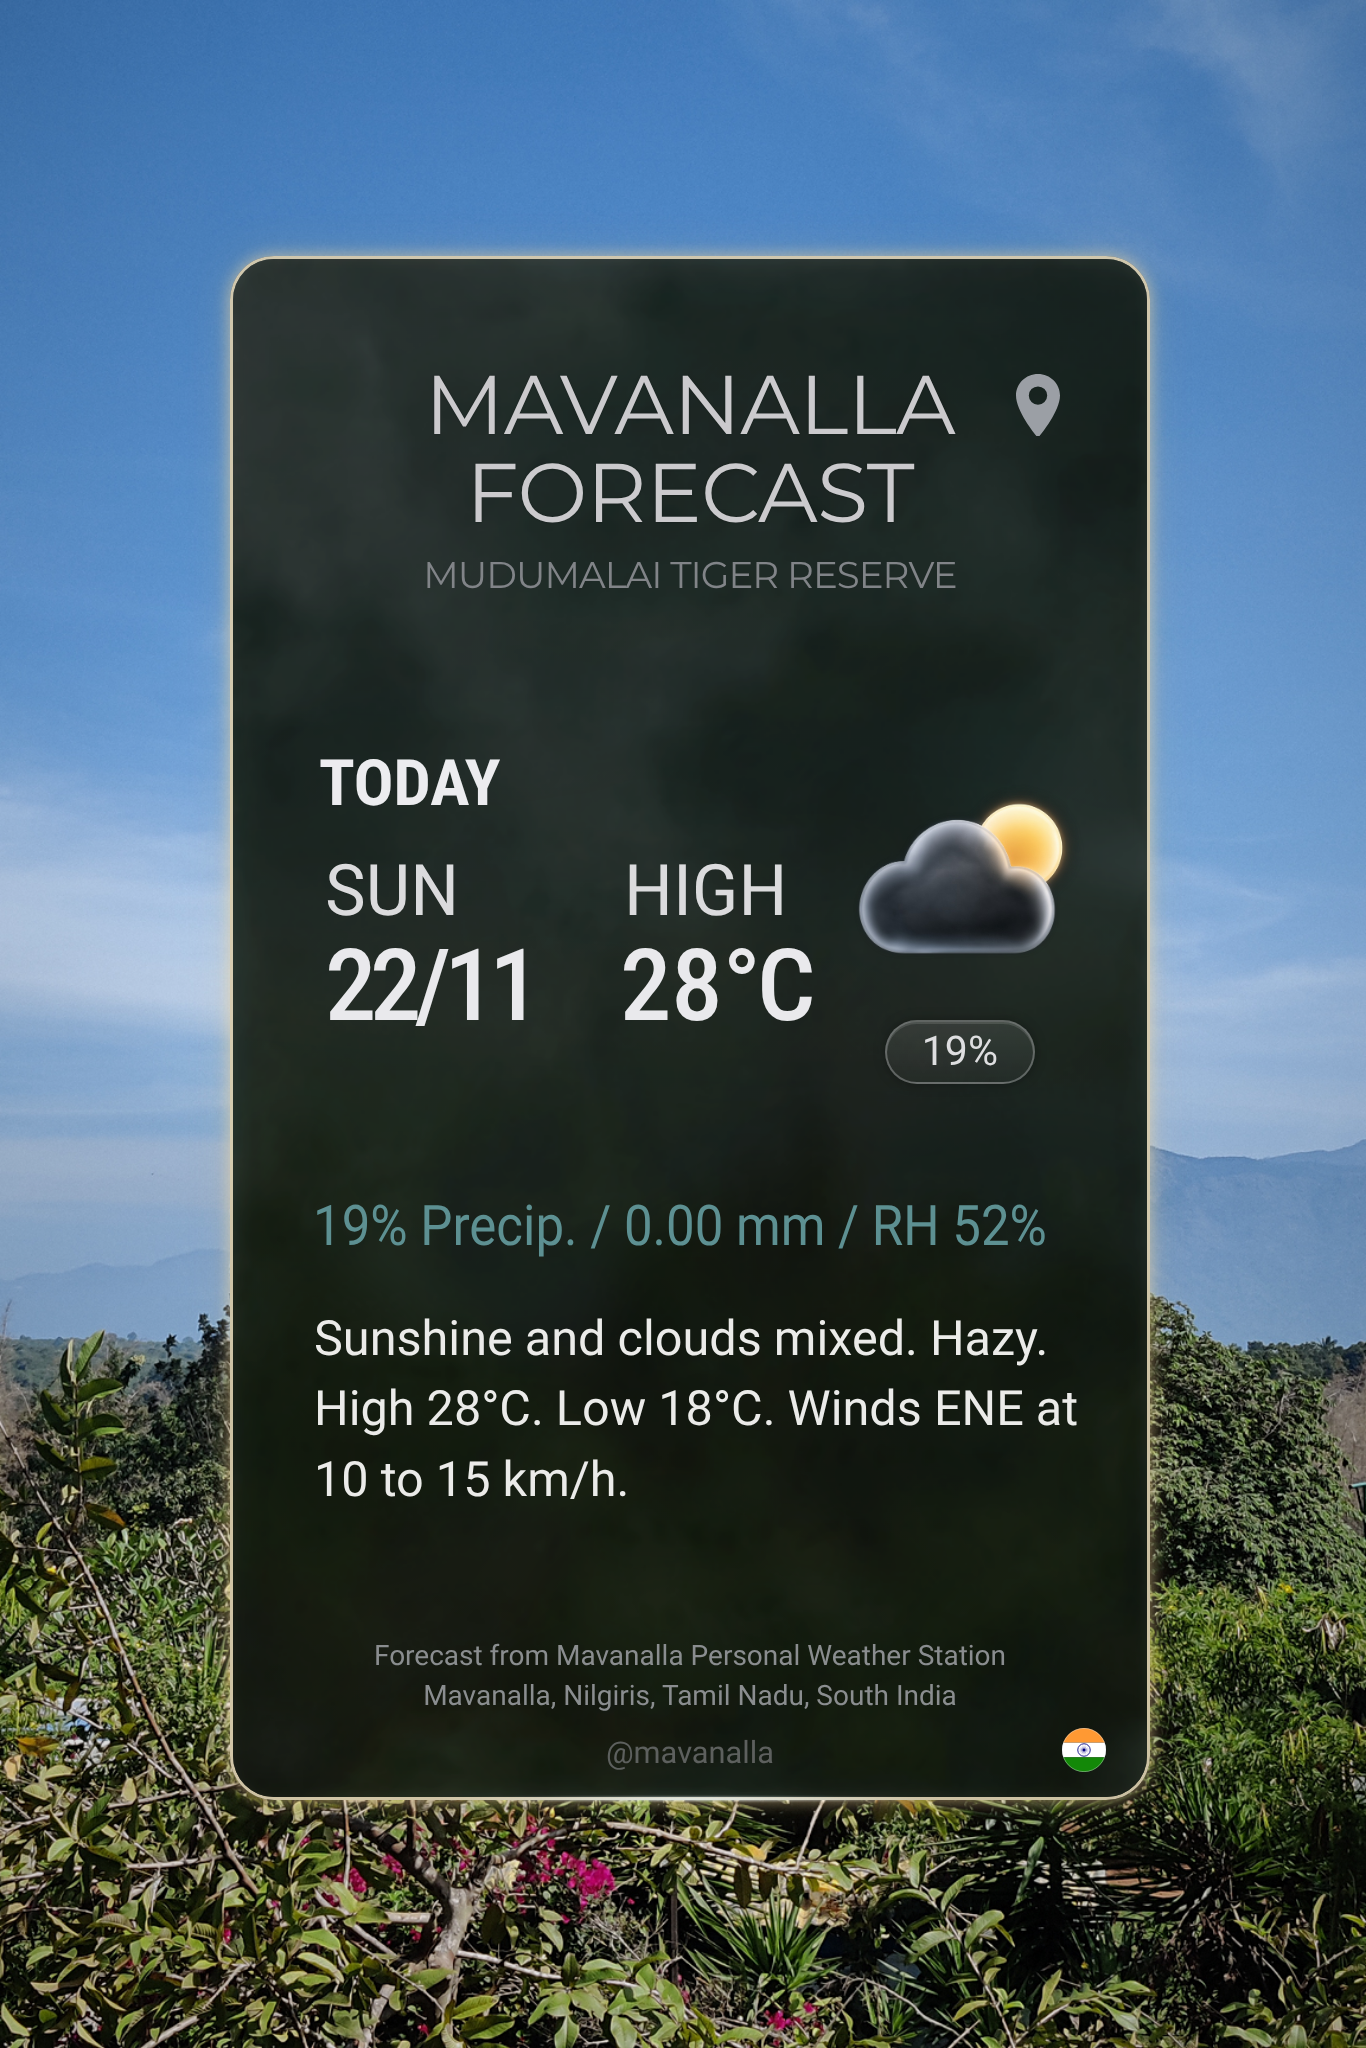 MAVANALLA
FORECAST
MUDUMALAI TIGER RESERVE
TODAY
SUN
22/11
HIGH
28°C
19%
19% Precip. / 0.00 mm / RH 52%
Sunshine and clouds mixed. Hazy.
High 28°C. Low 18°C. Winds ENE at
10 to 15 km/h.
Forecast from Mavanalla Personal Weather Station
Mavanalla, Nilgiris, Tamil Nadu, South India
@mavanalla